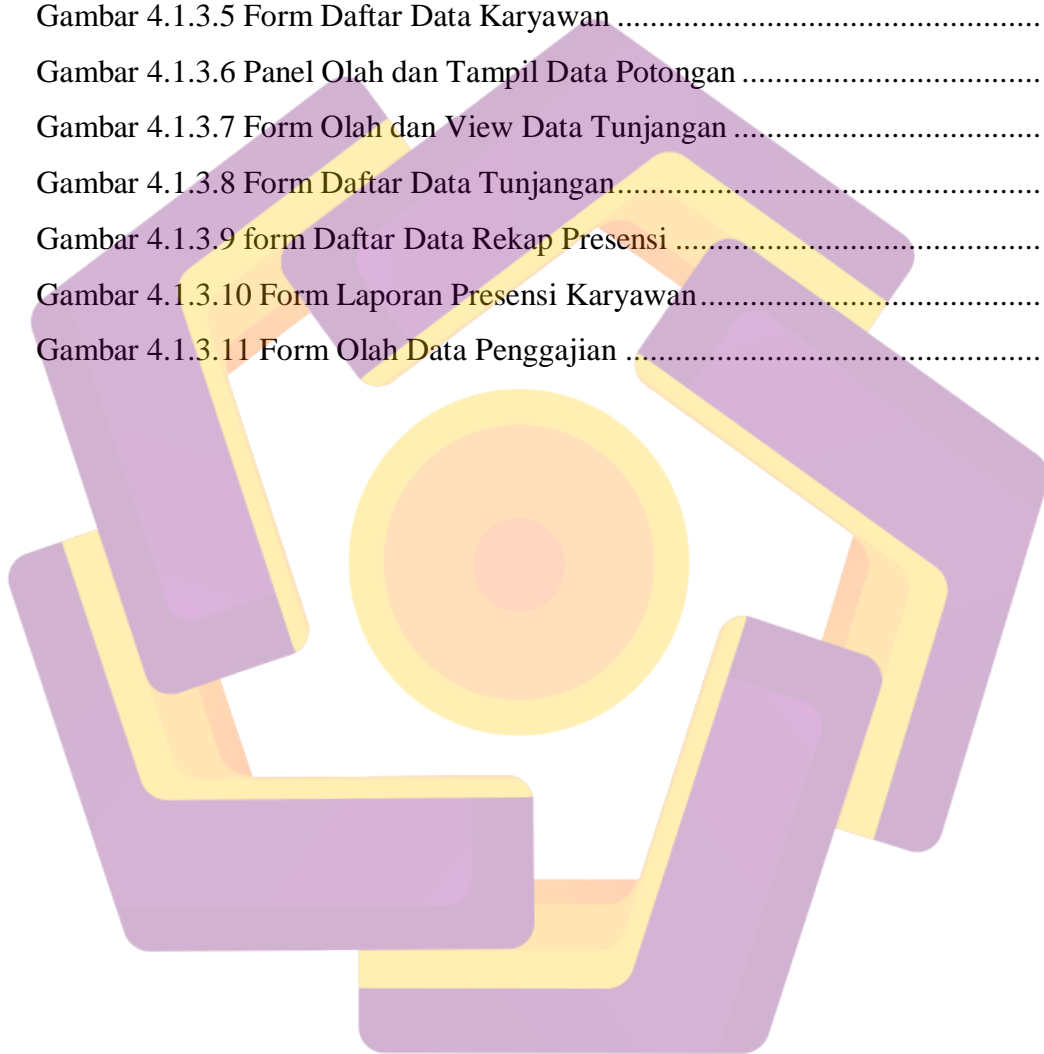 Gambar 4.1.3.5 Form Daftar Data Karyawan ................................................
Gambar 4.1.3.6 Panel Olah dan Tampil Data Potongan ..................................
Gambar 4.1.3.7 Form Olah dan View Data Tunjangan ...................................
Gambar 4.1.3.8 Form Daftar Data Tunjangan................................................
Gambar 4.1.3.9 form Daftar Data Rekap Presensi .........................................
Gambar 4.1.3.10 Form Laporan Presensi Karyawan.......................................
Gambar 4.1.3.11 Form Olah Data Penggajian ...............................................